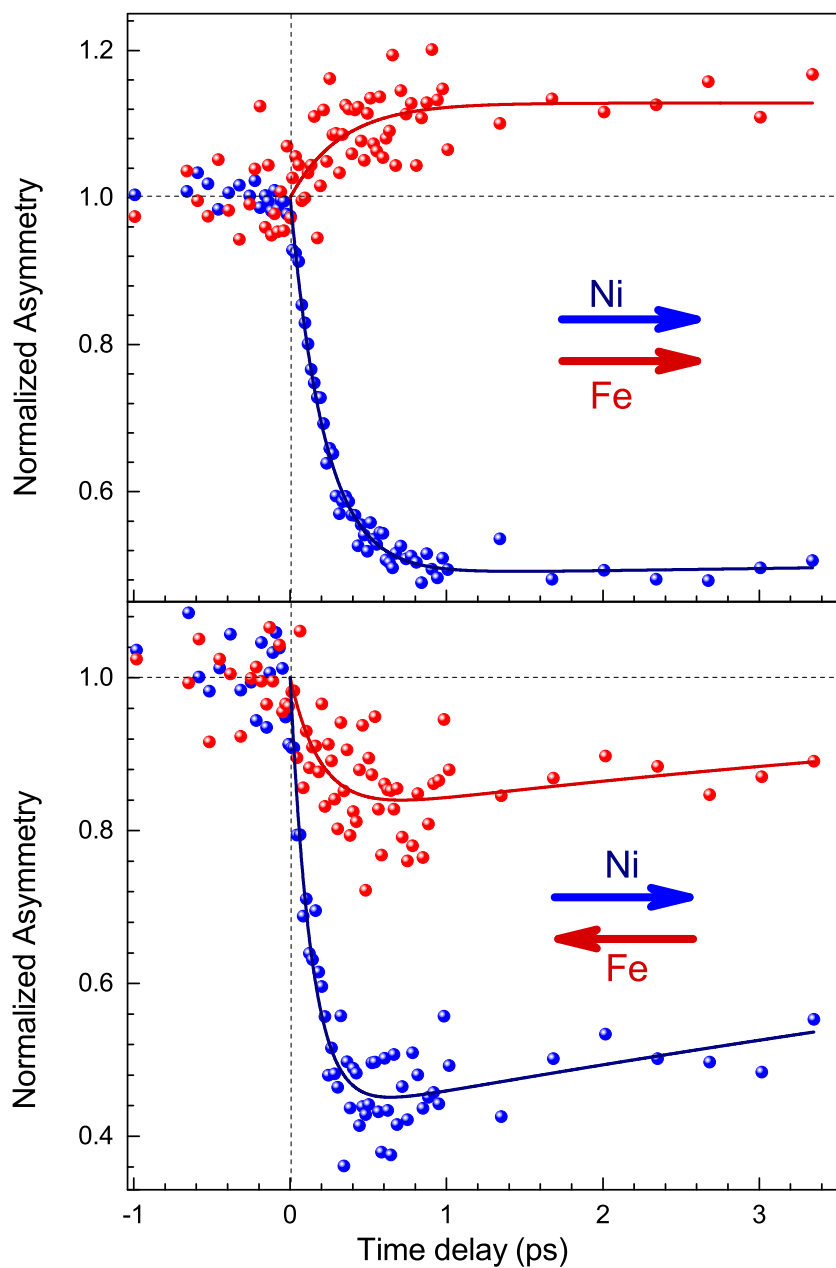 1.2
1.0
0.8
0.6
Normalized Asymmetry
Ni
Fe
1.0
0.8
0.6
0.4
Normalized Asymmetry
Ni
Fe
-1 0 1 2 3
Time delay (ps)